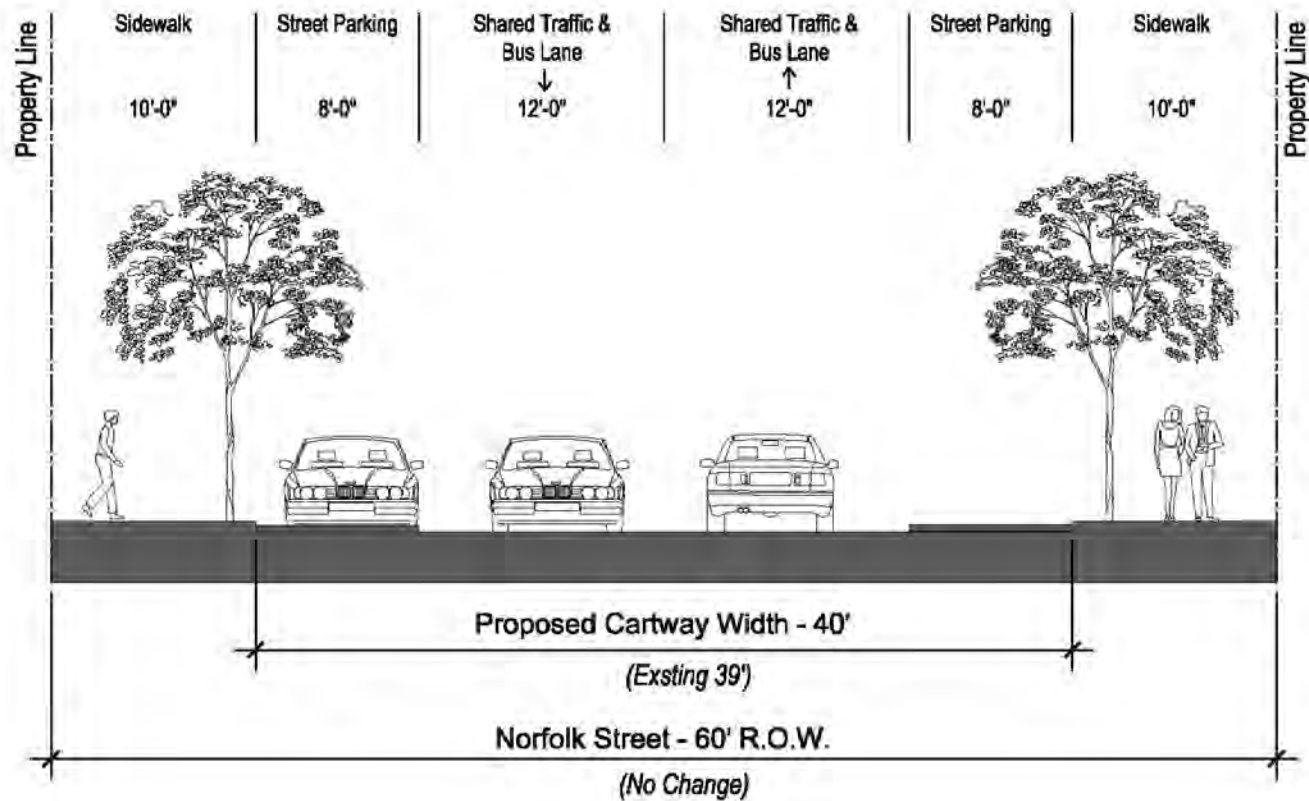 Property Line
Sidewalk
10'-0"
Street Parking
8'-0"
Shared Traffic &
Bus Lane
12'-0"
Shared Traffic &
Bus Lane
12'-0"
Street Parking
8'-0"
Sidewalk
10'-0"
Property Line
Proposed Cartway Width - 40'
(Exsting 39')
Norfolk Street - 60' R.O.W.
(No Change)